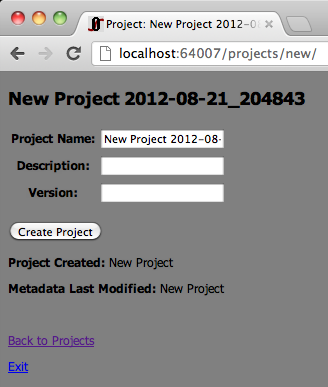 Project: New Project 2012-08-
localhost:64007/projects/new/
New Project 2012-08-21_204843
Project Name: New Project 2012-08-
Description:
Version:
Create Project
Project Created: New Project
Metadata Last Modified: New Project
Back to Projects
Exit